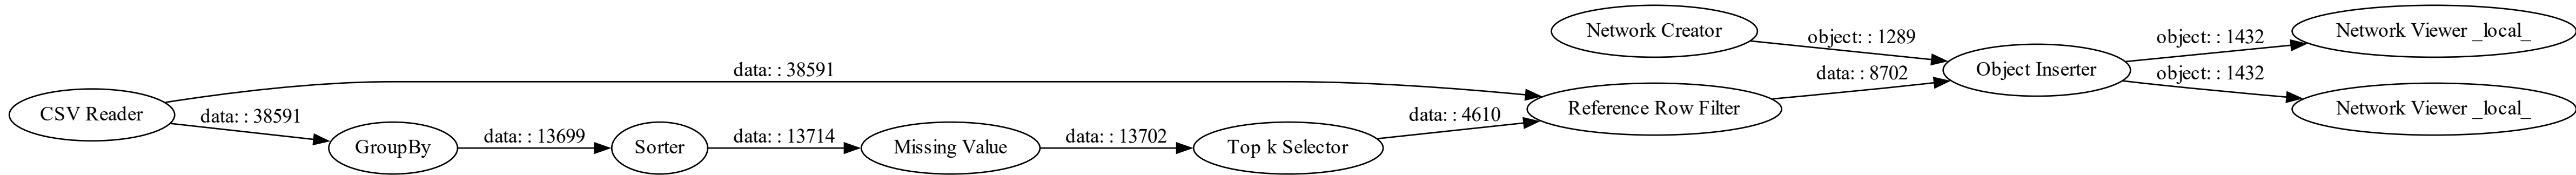 Network Creator
object: : 1289
object: : 1432
Network Viewer _local_
data: : 38591
Object Inserter
data: : 8702
object: : 1432
CSV Reader
data: : 38591
Reference Row Filter
Network Viewer _local_
data: : 4610
GroupBy
data: : 13699
Sorter
data: : 13714
Missing Value
data: : 13702
Top k Selector